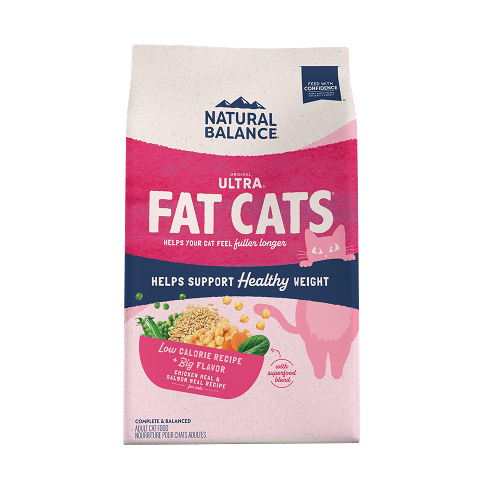 FEED WITH
CONFIDENCE
NATURAL
BALANCE
ORIGINAL
ULTRA®
FAT CATS®
HELPS YOUR CAT FEEL fuller longer
HELPS SUPPORT Healthy WEIGHT
Low CALORIE RECIPE
+ Big FLAVOR
CHICKEN MEAL &
SALMON MEAL RECIPE
for cats
with
superfood
blend
COMPLETE & BALANCED
ADULT CAT FOOD
NOURRITURE POUR CHATS ADULTES